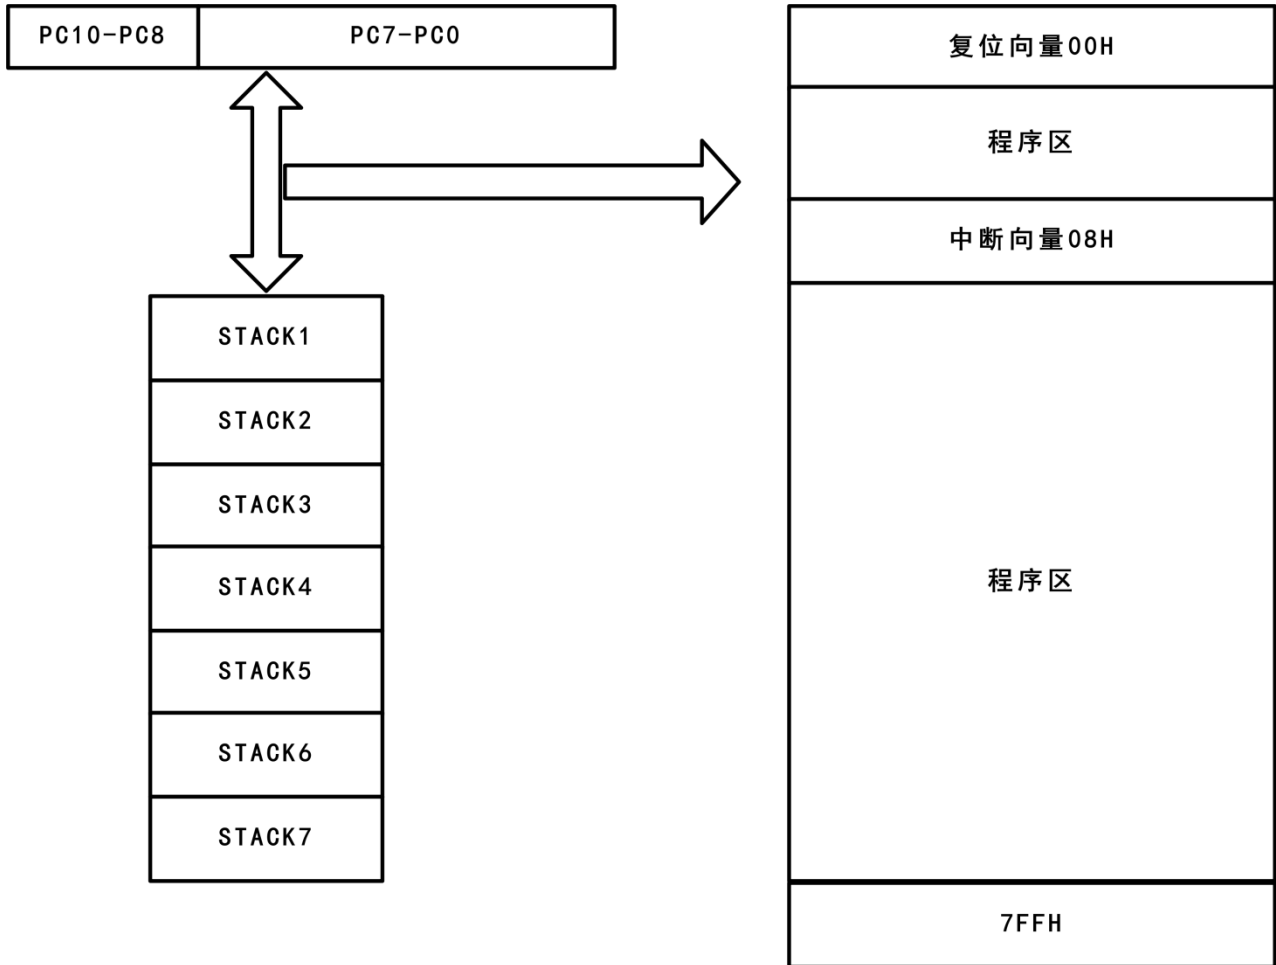 PC10-PC8
PC7-PC0
STACK1
STACK2
STACK3
STACK4
STACK5
STACK6
STACK7
复位向量00H
程序区
中断向量08H
程序区
7FFH